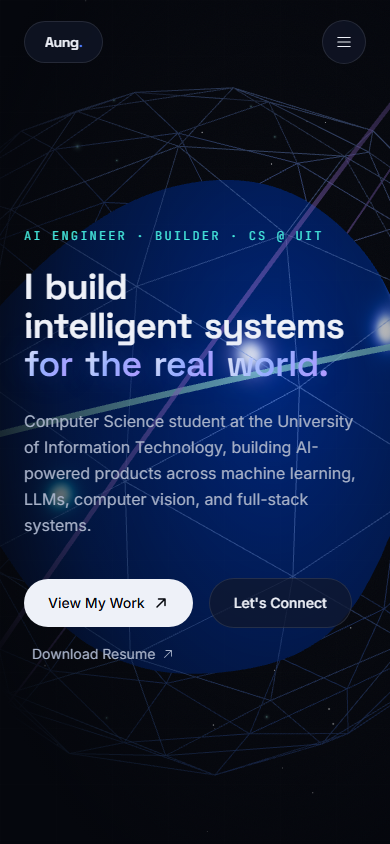 Aung.
AI ENGINEER · BUILDER · CS @ UIT
I build
intelligent systems
for the real world.
Computer Science student at the University
of Information Technology, building AI-
powered products across machine learning,
LLMs, computer vision, and full-stack
systems.
View My Work ↗
Let's Connect
Download Resume ↗